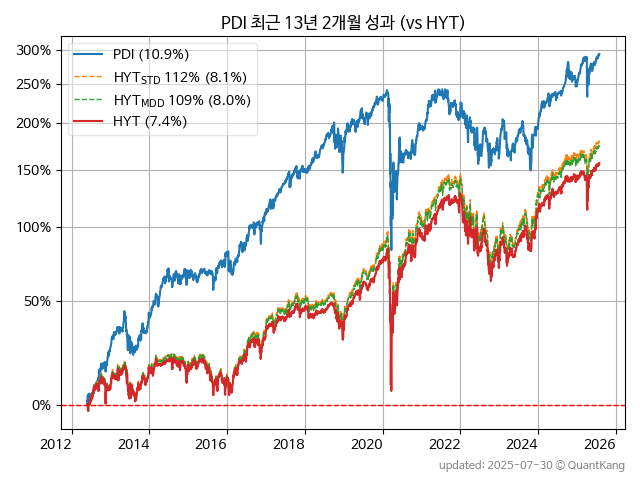 PDI 최근 13년 2개월 성과 (vs HYT)
PDI (10.9%)
HYT_STD 112% (8.1%)
HYT_MDD 109% (8.0%)
HYT (7.4%)
300%
250%
200%
150%
100%
50%
0%
2012 2014 2016 2018 2020 2022 2024 2026
updated: 2025-07-30 © QuantKang